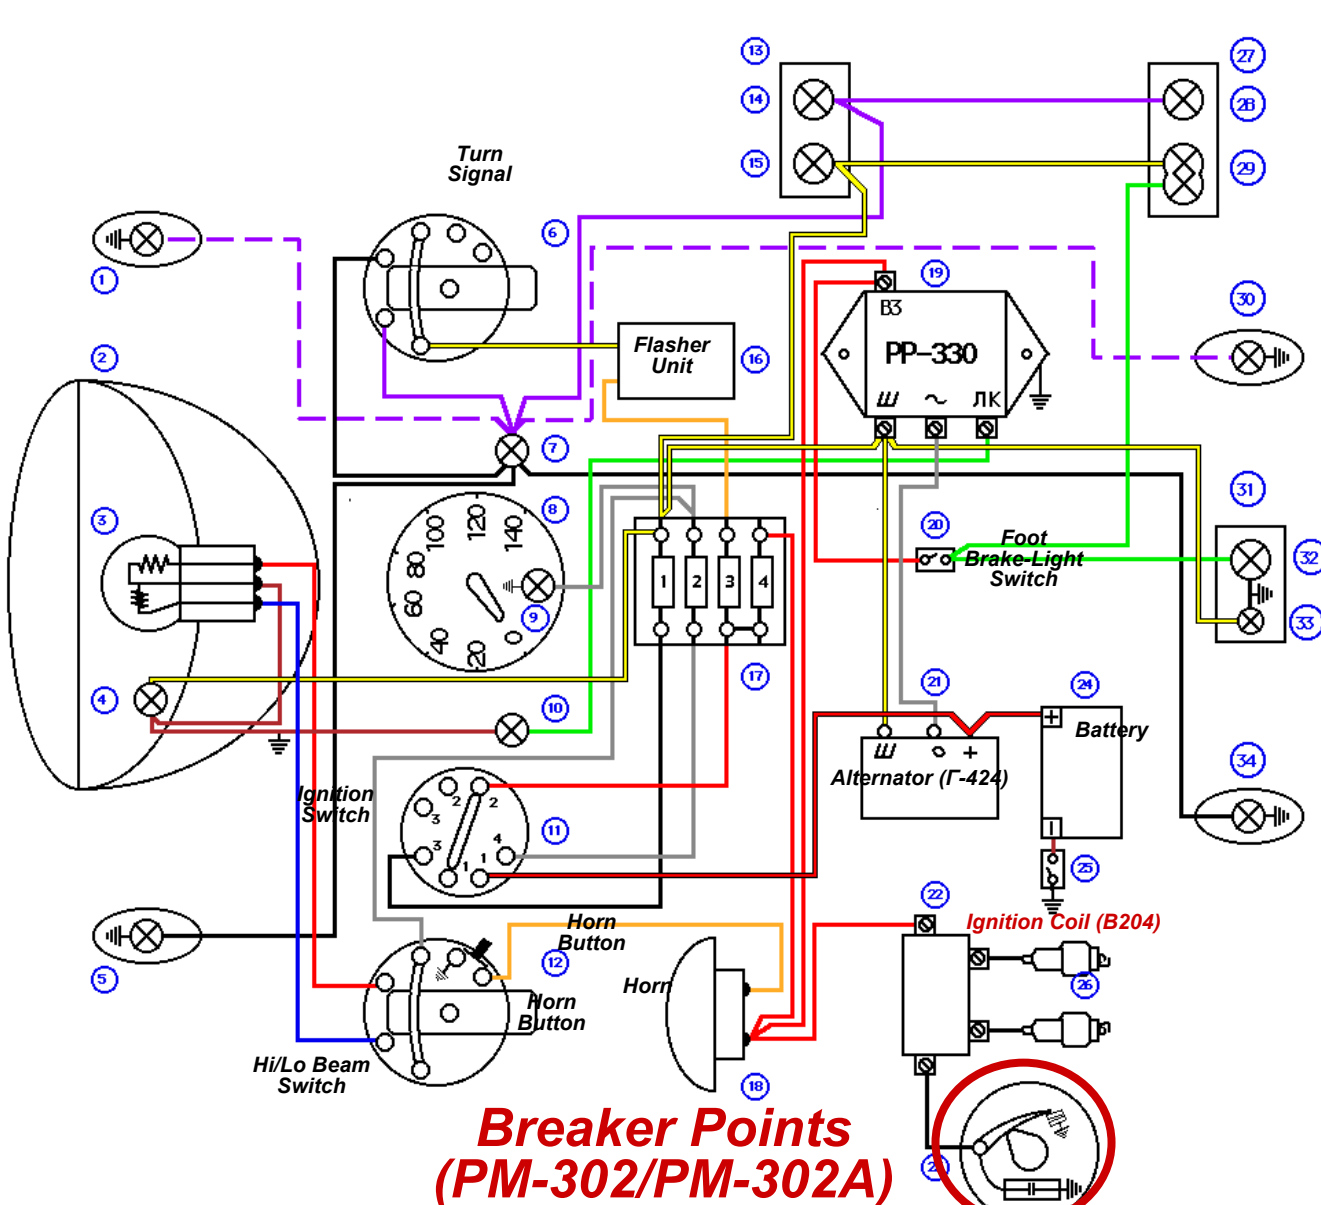 13
27
14
28
15
29
Turn
Signal
6
1
19
30
B3
PP-330
Ш ~ ЛК
Flasher
Unit
16
2
17
7
31
3
8
20 40 60 80 100 120 140
9
20
Foot
Brake-Light
Switch
32
33
1 2 3 4
4
10
21
24
Battery
Ш +
Alternator (Г-424)
+
−
34
Ignition
Switch
11
2 2
3 3
4
1 1
25
22
Ignition Coil (B204)
5
Horn
Button
12
Horn
Button
Horn
26
Hi/Lo Beam
Switch
18
Breaker Points
(PM-302/PM-302A)